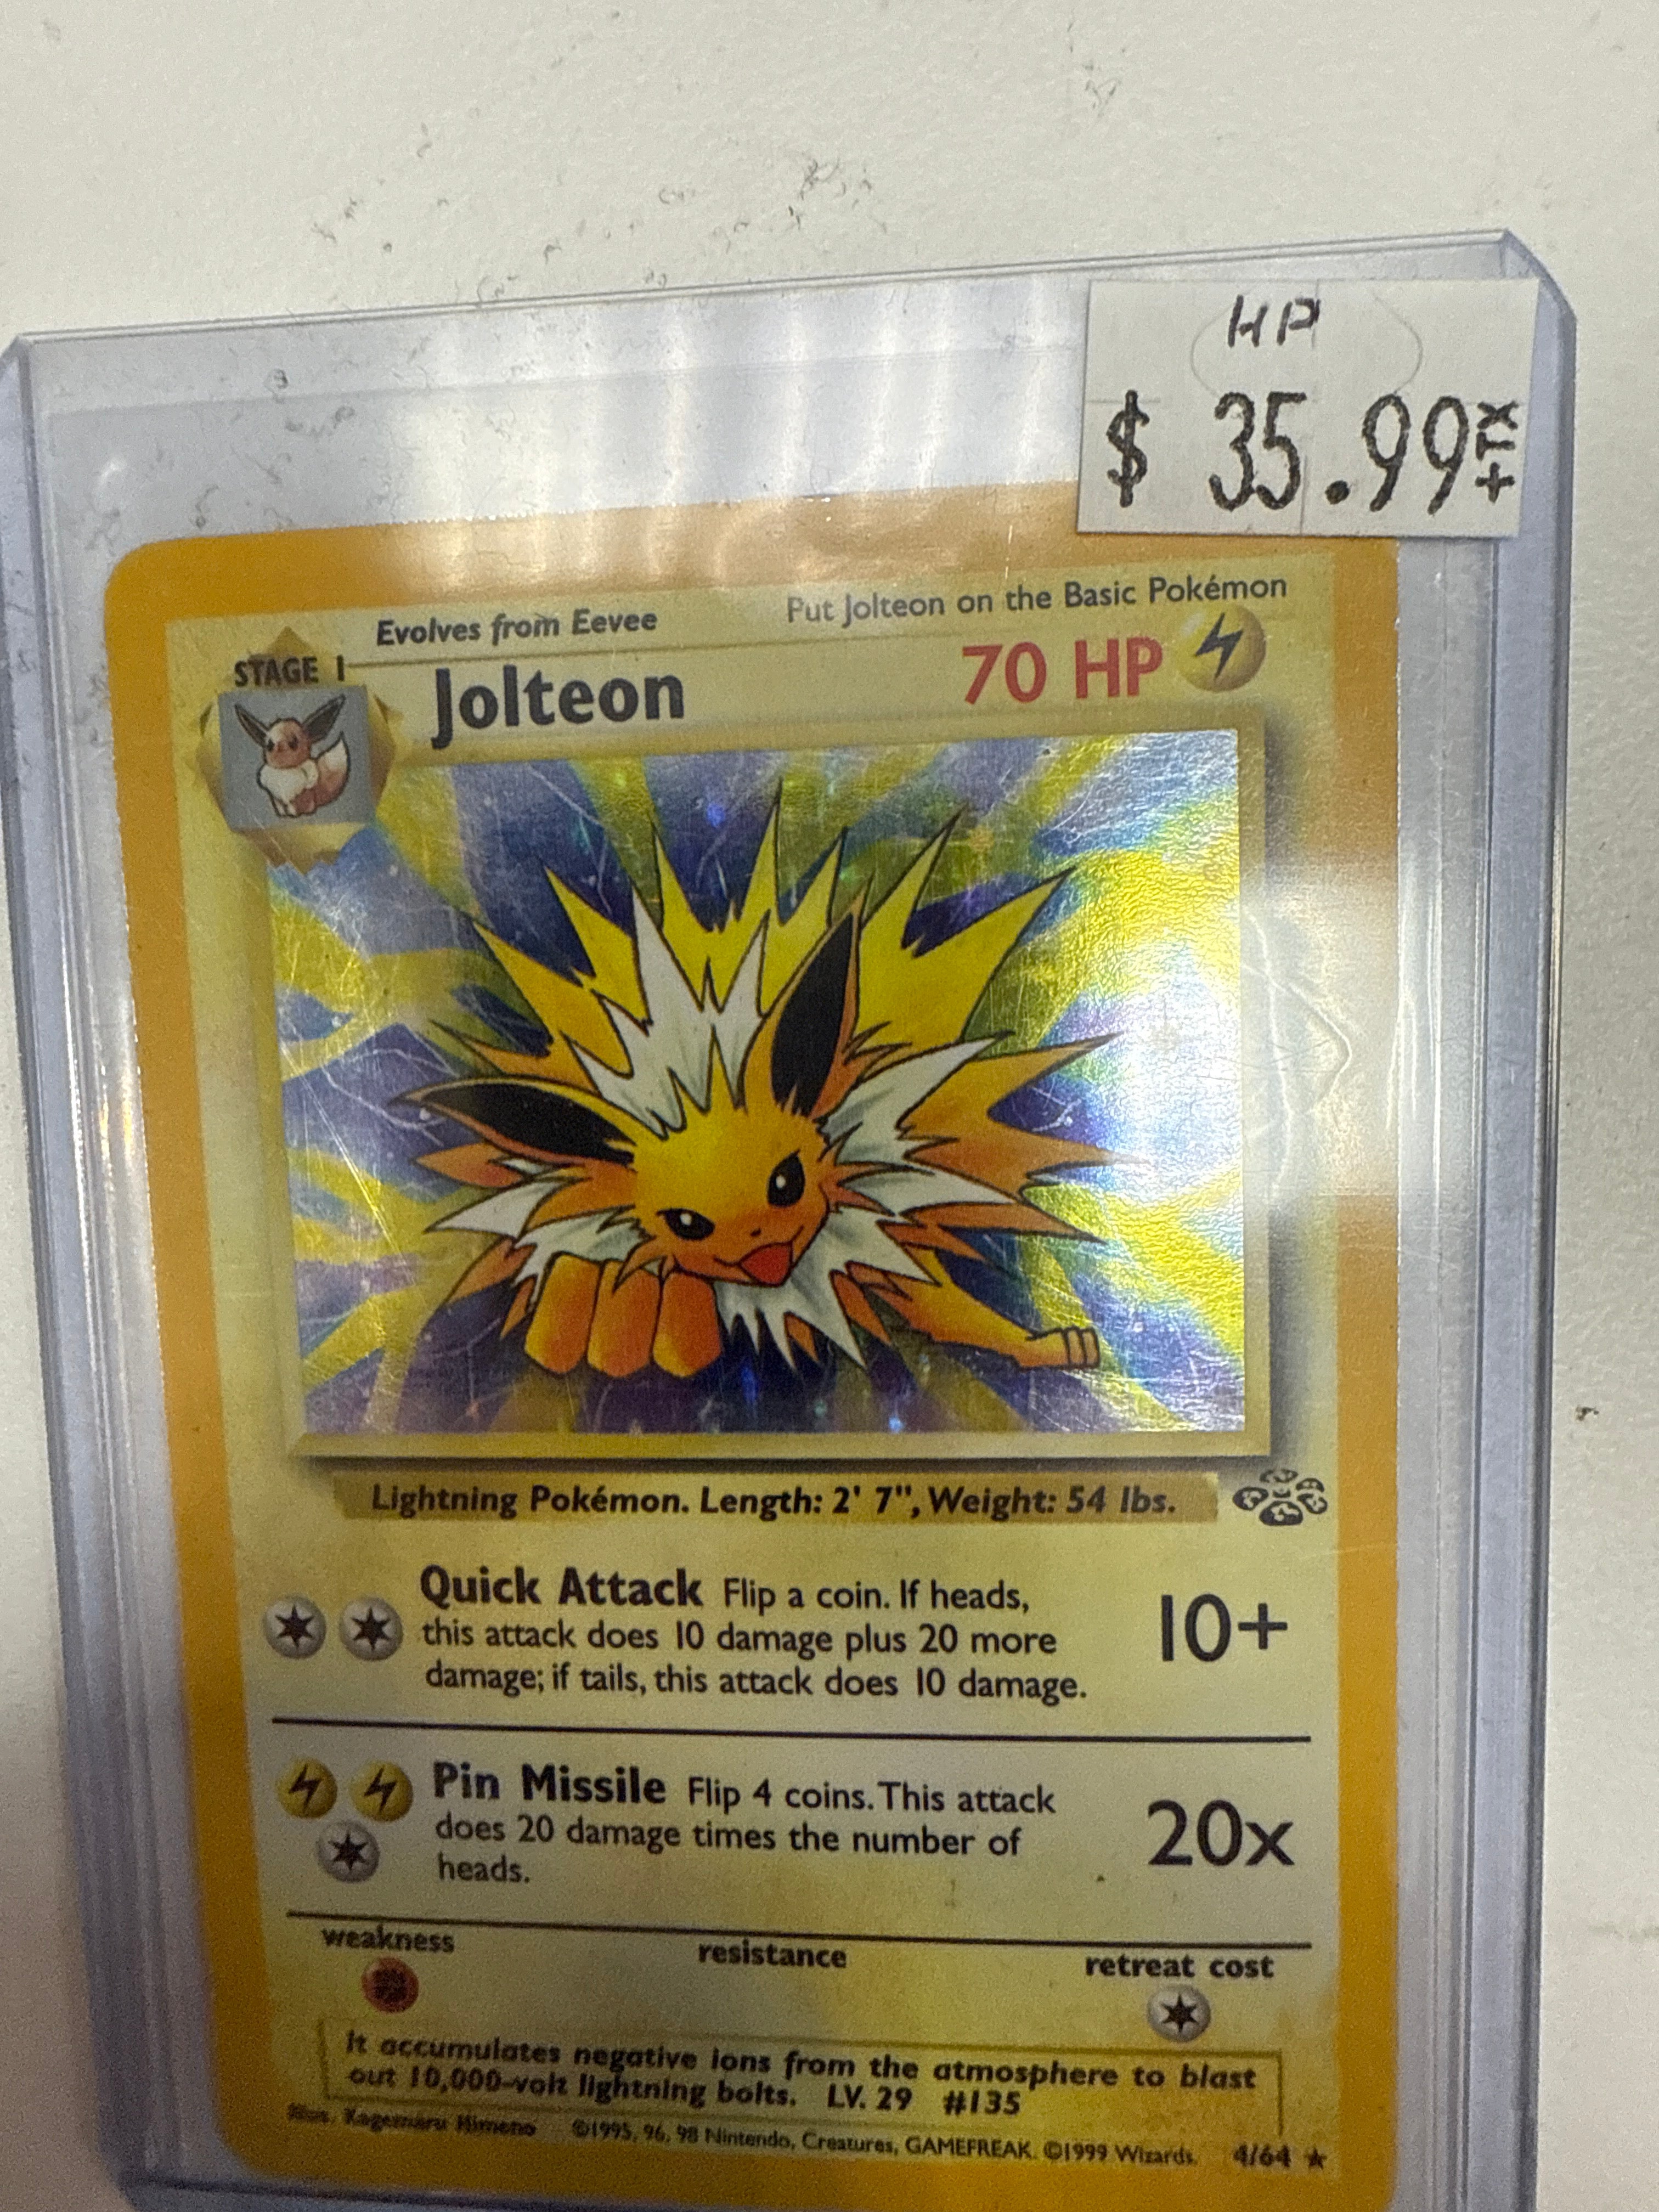 HP
$ 35.99 +TX
Evolves from Eevee
Put Jolteon on the Basic Pokémon
STAGE 1
Jolteon
70 HP
Lightning Pokémon. Length: 2' 7", Weight: 54 lbs.
Quick Attack Flip a coin. If heads,
this attack does 10 damage plus 20 more
damage; if tails, this attack does 10 damage.
10+
Pin Missile Flip 4 coins. This attack
does 20 damage times the number of
heads.
20x
weakness
resistance
retreat cost
It accumulates negative ions from the atmosphere to blast
out 10,000-volt lightning bolts. LV. 29 #135
Illus. Kagemaru Himeno ©1995, 96, 98 Nintendo, Creatures, GAMEFREAK. ©1999 Wizards. 4/64 ★